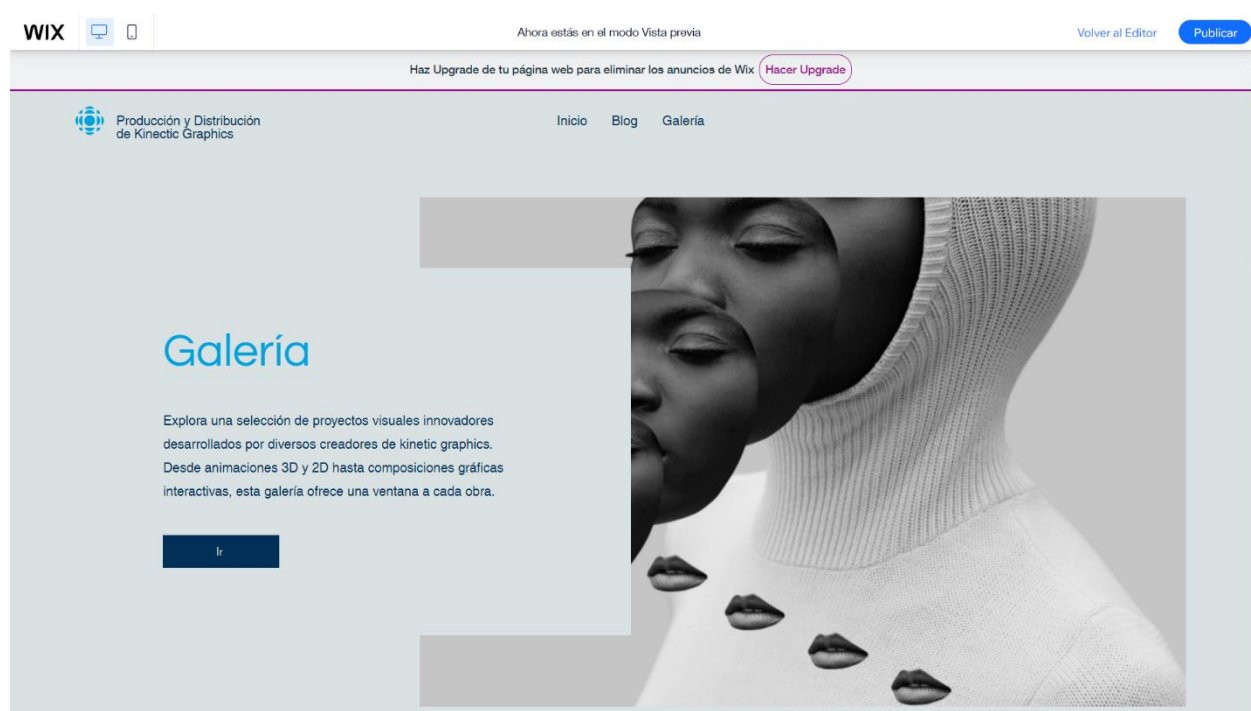 WIX
Ahora estás en el modo Vista previa
Volver al Editor
Publicar
Haz Upgrade de tu página web para eliminar los anuncios de Wix
Hacer Upgrade
Producción y Distribución
de Kinectic Graphics
Inicio
Blog
Galería
Galería
Explora una selección de proyectos visuales innovadores
desarrollados por diversos creadores de kinetic graphics.
Desde animaciones 3D y 2D hasta composiciones gráficas
interactivas, esta galería ofrece una ventana a cada obra.
Ir